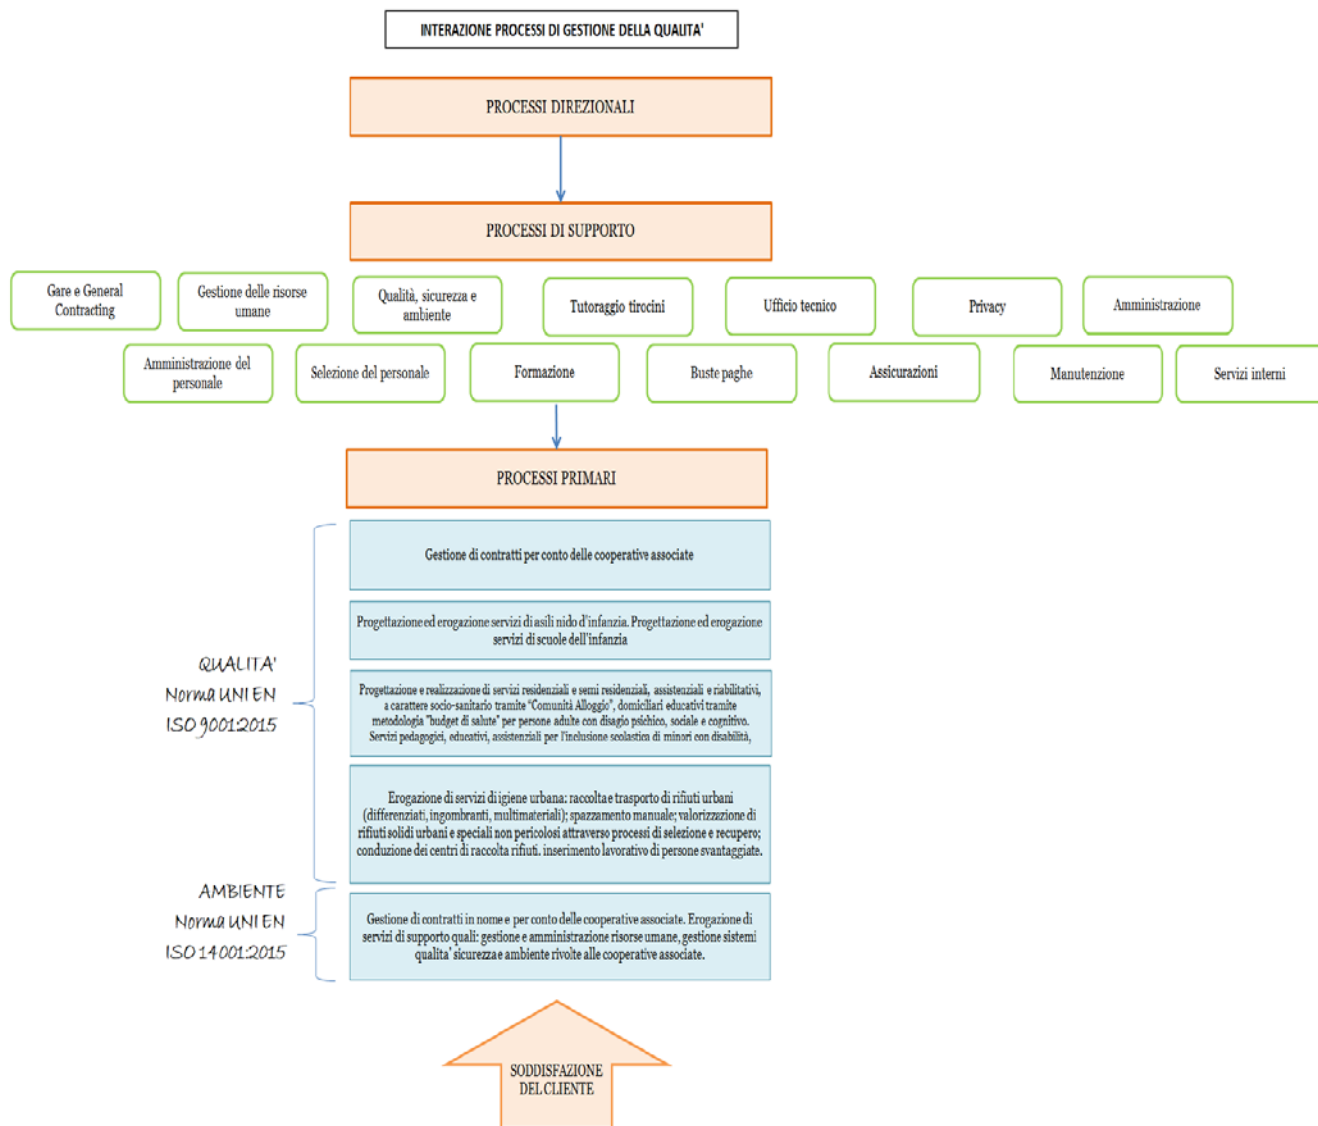 INTERAZIONE PROCESSI DI GESTIONE DELLA QUALITA'
PROCESSI DIREZIONALI
PROCESSI DI SUPPORTO
Gare e General
Contracting
Gestione delle risorse
umane
Qualità, sicurezza e
ambiente
Tutoraggio tirocini
Ufficio tecnico
Privacy
Amministrazione
Amministrazione del
personale
Selezione del personale
Formazione
Buste paghe
Assicurazioni
Manutenzione
Servizi interni
PROCESSI PRIMARI
Gestione di contratti per conto delle cooperative associate
Progettazione ed erogazione servizi di asili nido d'infanzia. Progettazione ed erogazione
servizi di scuole dell'infanzia
QUALITA'
Norma UNI EN
ISO 9001:2015
Progettazione e realizzazione di servizi residenziali e semi residenziali, assistenziali e riabilitativi,
a carattere socio-sanitario tramite "Comunità Alloggio", domiciliari educativi tramite
metodologia "budget di salute" per persone adulte con disagio psichico, sociale e cognitivo.
Servizi pedagogici, educativi, assistenziali per l'inclusione scolastica di minori con disabilità,
Erogazione di servizi di igiene urbana: raccolta e trasporto di rifiuti urbani
(differenziati, ingombranti, multimateriali); spazzamento manuale; valorizzazione di
rifiuti solidi urbani e speciali non pericolosi attraverso processi di selezione e recupero;
conduzione dei centri di raccolta rifiuti. inserimento lavorativo di persone svantaggiate.
AMBIENTE
Norma UNI EN
ISO 14001:2015
Gestione di contratti in nome e per conto delle cooperative associate. Erogazione di
servizi di supporto quali: gestione e amministrazione risorse umane, gestione sistemi
qualita' sicurezza e ambiente rivolte alle cooperative associate.
SODDISFAZIONE
DEL CLIENTE